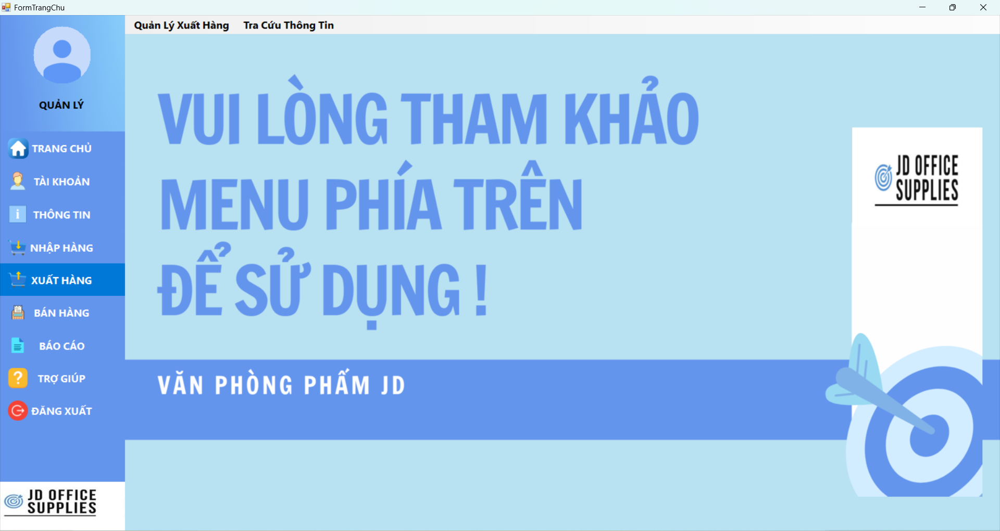 FormTrangChu
Quản Lý Xuất Hàng
Tra Cứu Thông Tin
QUẢN LÝ
TRANG CHỦ
TÀI KHOẢN
THÔNG TIN
NHẬP HÀNG
XUẤT HÀNG
BÁN HÀNG
BÁO CÁO
TRỢ GIÚP
ĐĂNG XUẤT
JD OFFICE
SUPPLIES
VUI LÒNG THAM KHẢO
MENU PHÍA TRÊN
ĐỂ SỬ DỤNG !
VĂN PHÒNG PHẨM JD
JD OFFICE
SUPPLIES